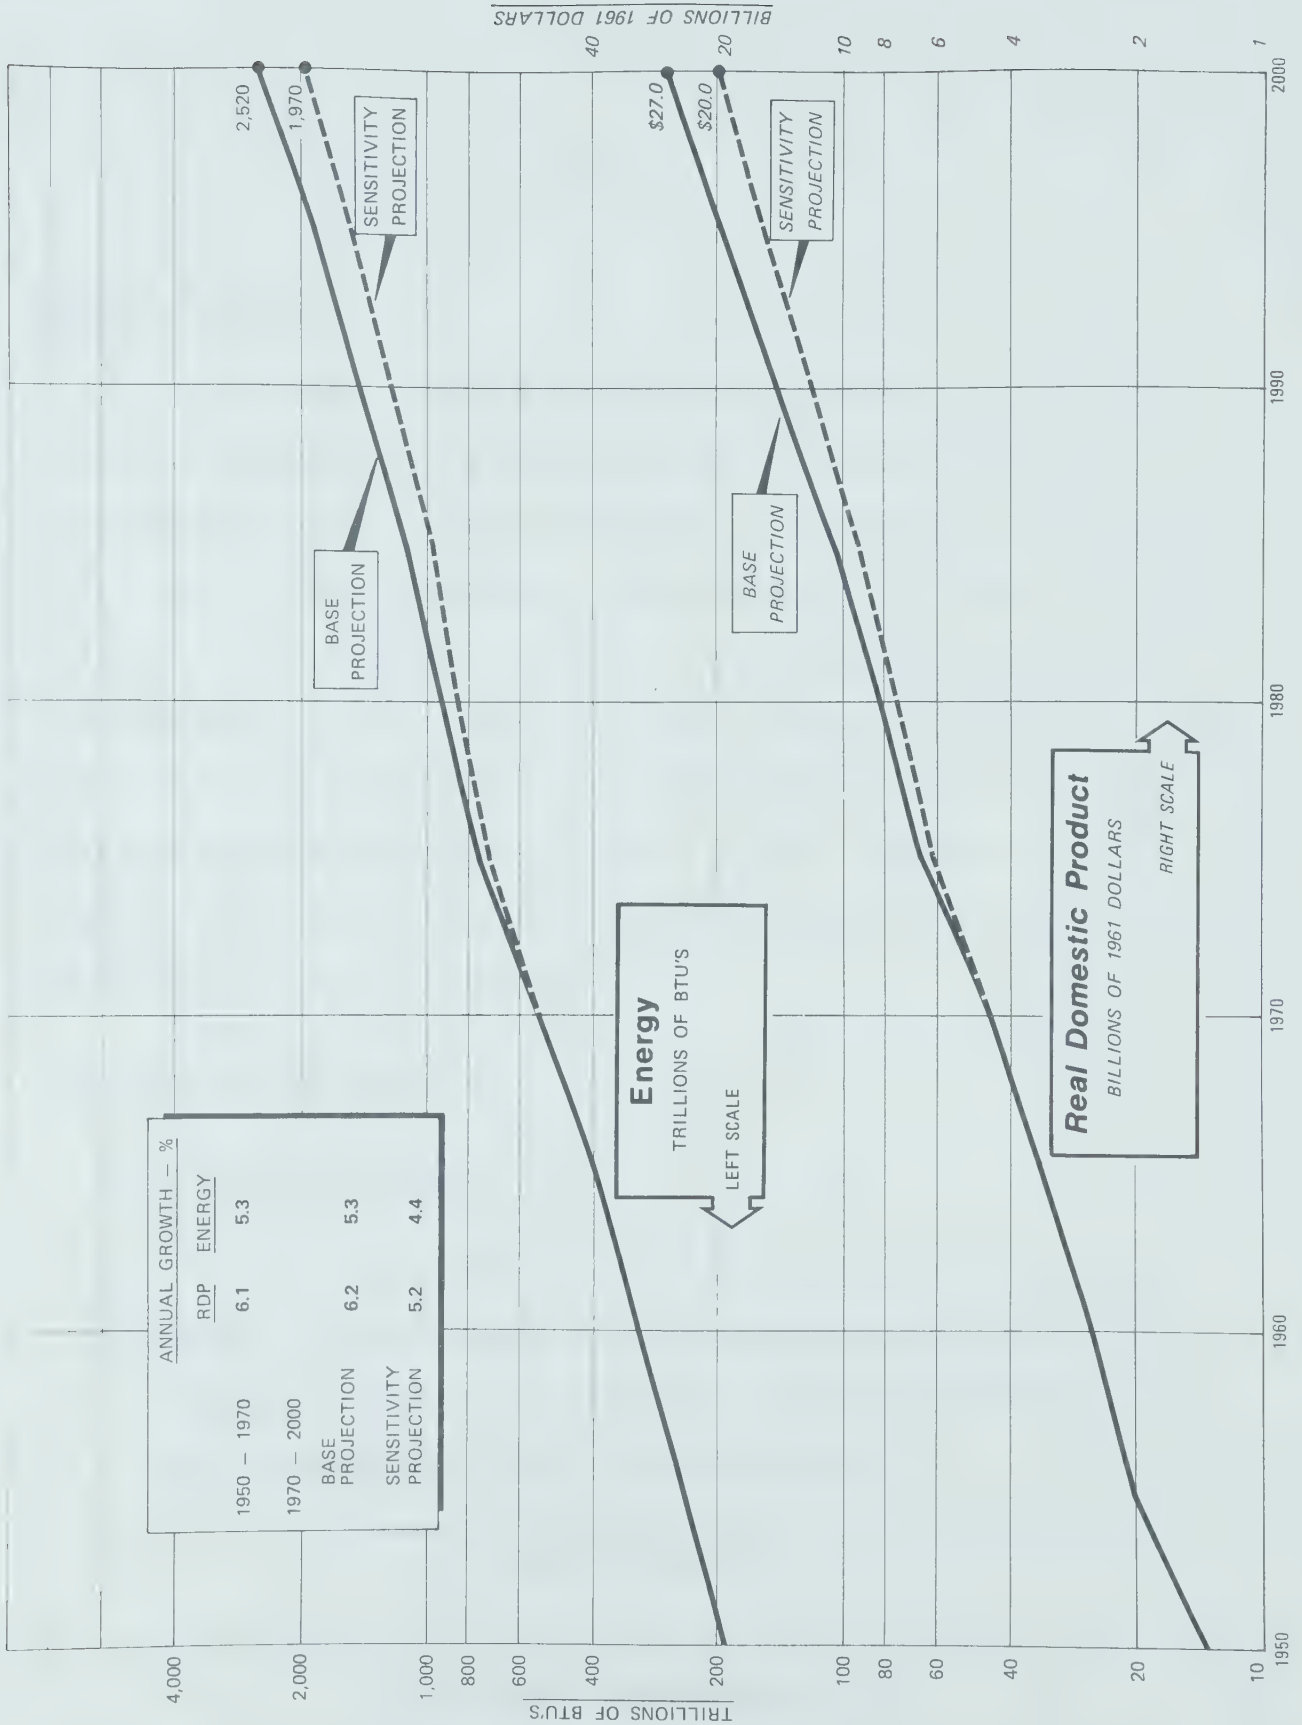 ANNUAL GROWTH — %
RDP ENERGY
1950 — 1970 6.1 5.3
1970 — 2000
BASE
PROJECTION 6.2 5.3
SENSITIVITY
PROJECTION 5.2 4.4
TRILLIONS OF BTU'S
4,000
2,000
1,000
800
600
400
200
100
80
60
40
20
10
BILLIONS OF 1961 DOLLARS
40
20
10
8
6
4
2
1
2,520
1,970
BASE
PROJECTION
SENSITIVITY
PROJECTION
$27.0
$20.0
BASE
PROJECTION
SENSITIVITY
PROJECTION
Energy
TRILLIONS OF BTU'S
LEFT SCALE
Real Domestic Product
BILLIONS OF 1961 DOLLARS
RIGHT SCALE
1950
1960
1970
1980
1990
2000